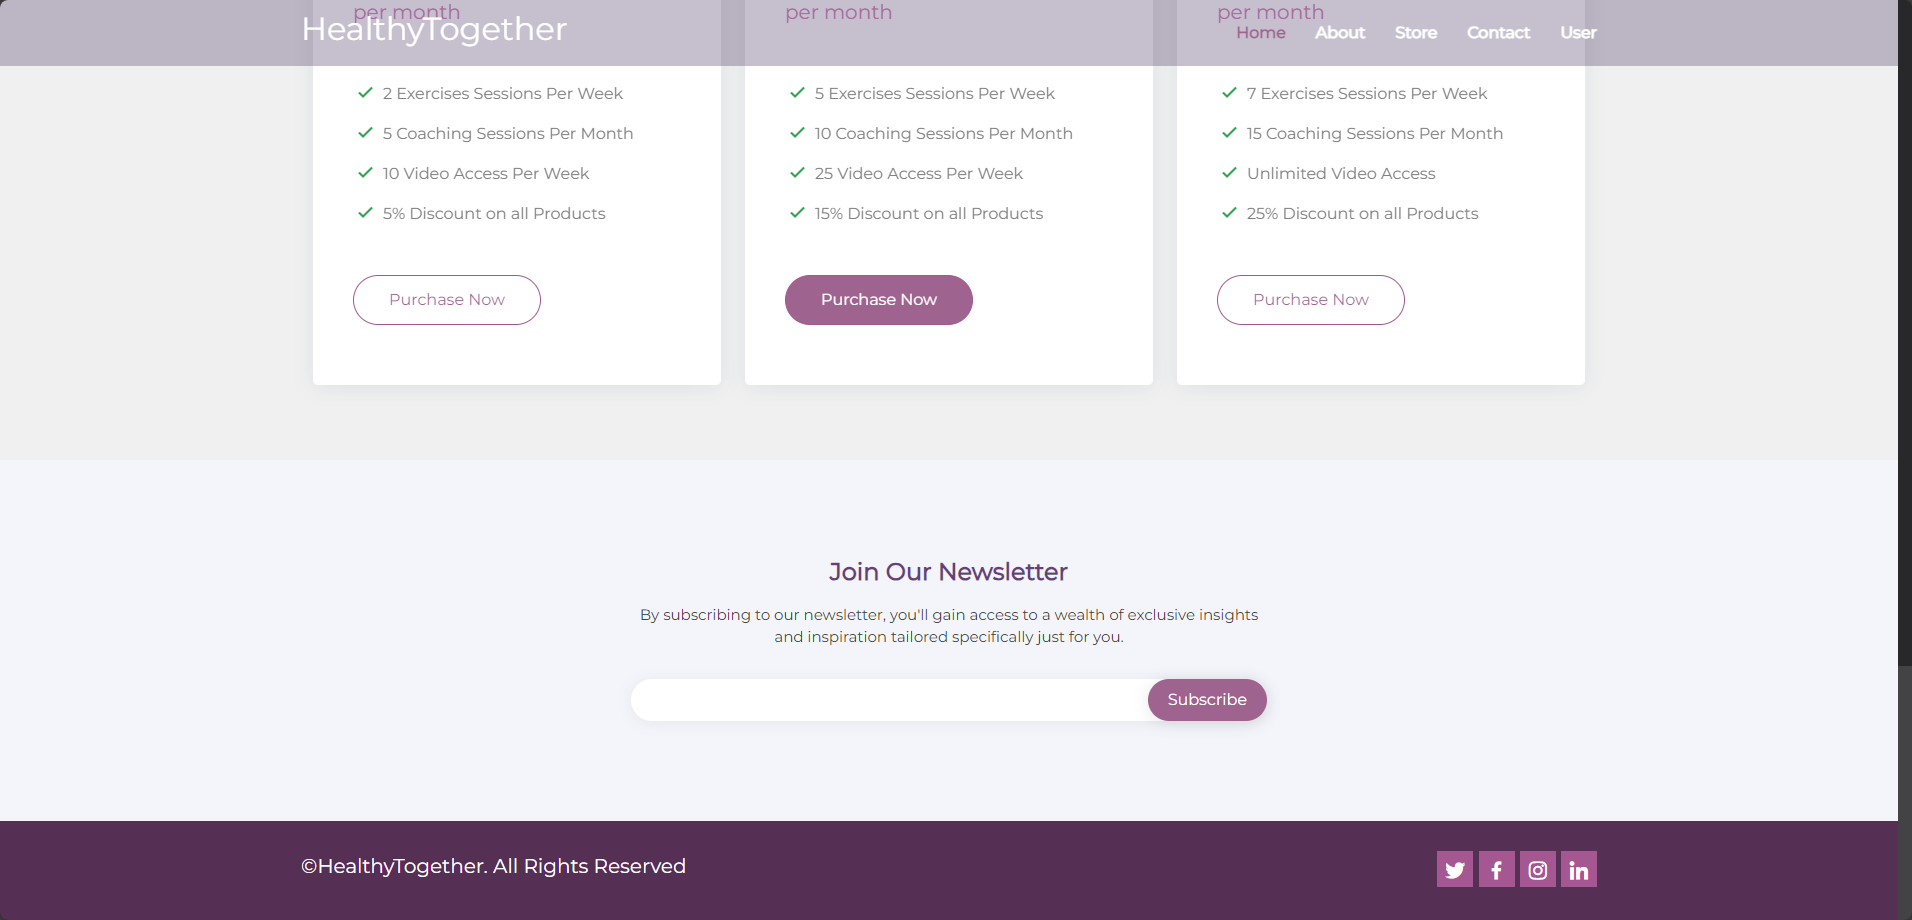 per month
per month
per month
HealthyTogether
Home About Store Contact User
2 Exercises Sessions Per Week
5 Coaching Sessions Per Month
10 Video Access Per Week
5% Discount on all Products
Purchase Now
5 Exercises Sessions Per Week
10 Coaching Sessions Per Month
25 Video Access Per Week
15% Discount on all Products
Purchase Now
7 Exercises Sessions Per Week
15 Coaching Sessions Per Month
Unlimited Video Access
25% Discount on all Products
Purchase Now
Join Our Newsletter
By subscribing to our newsletter, you'll gain access to a wealth of exclusive insights
and inspiration tailored specifically just for you.
Subscribe
©HealthyTogether. All Rights Reserved